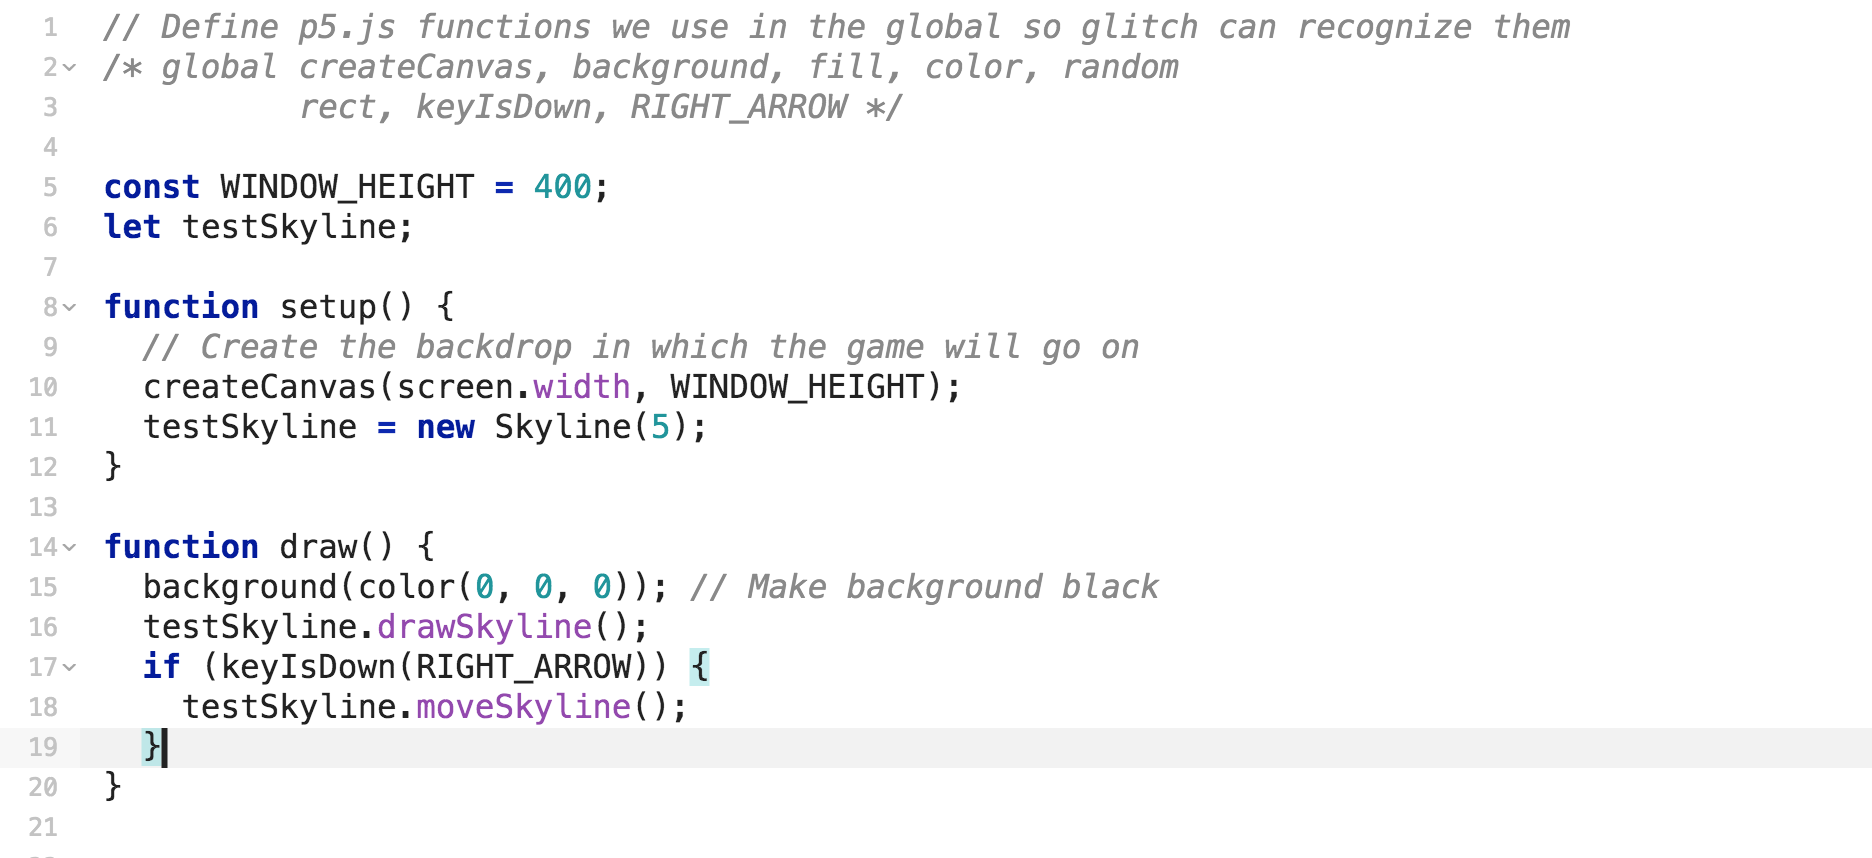 1 // Define p5.js functions we use in the global so glitch can recognize them
2 /* global createCanvas, background, fill, color, random
3           rect, keyIsDown, RIGHT_ARROW */
4
5 const WINDOW_HEIGHT = 400;
6 let testSkyline;
7
8 function setup() {
9   // Create the backdrop in which the game will go on
10   createCanvas(screen.width, WINDOW_HEIGHT);
11   testSkyline = new Skyline(5);
12 }
13
14 function draw() {
15   background(color(0, 0, 0)); // Make background black
16   testSkyline.drawSkyline();
17   if (keyIsDown(RIGHT_ARROW)) {
18     testSkyline.moveSkyline();
19   }
20 }
21